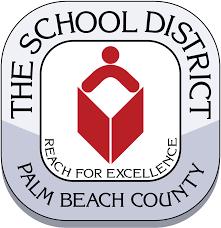 THE SCHOOL DISTRICT
REACH FOR EXCELLENCE
PALM BEACH COUNTY